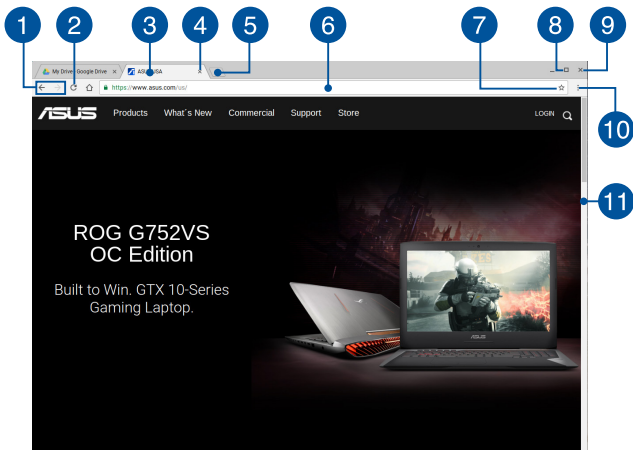 1 2 3 4 5 6 7 8 9
My Drive - Google Drive × ASUS USA × – □ ×
https://www.asus.com/us/
10
ASUS Products What's New Commercial Support Store LOGIN
11
ROG G752VS
OC Edition
Built to Win. GTX 10-Series
Gaming Laptop.